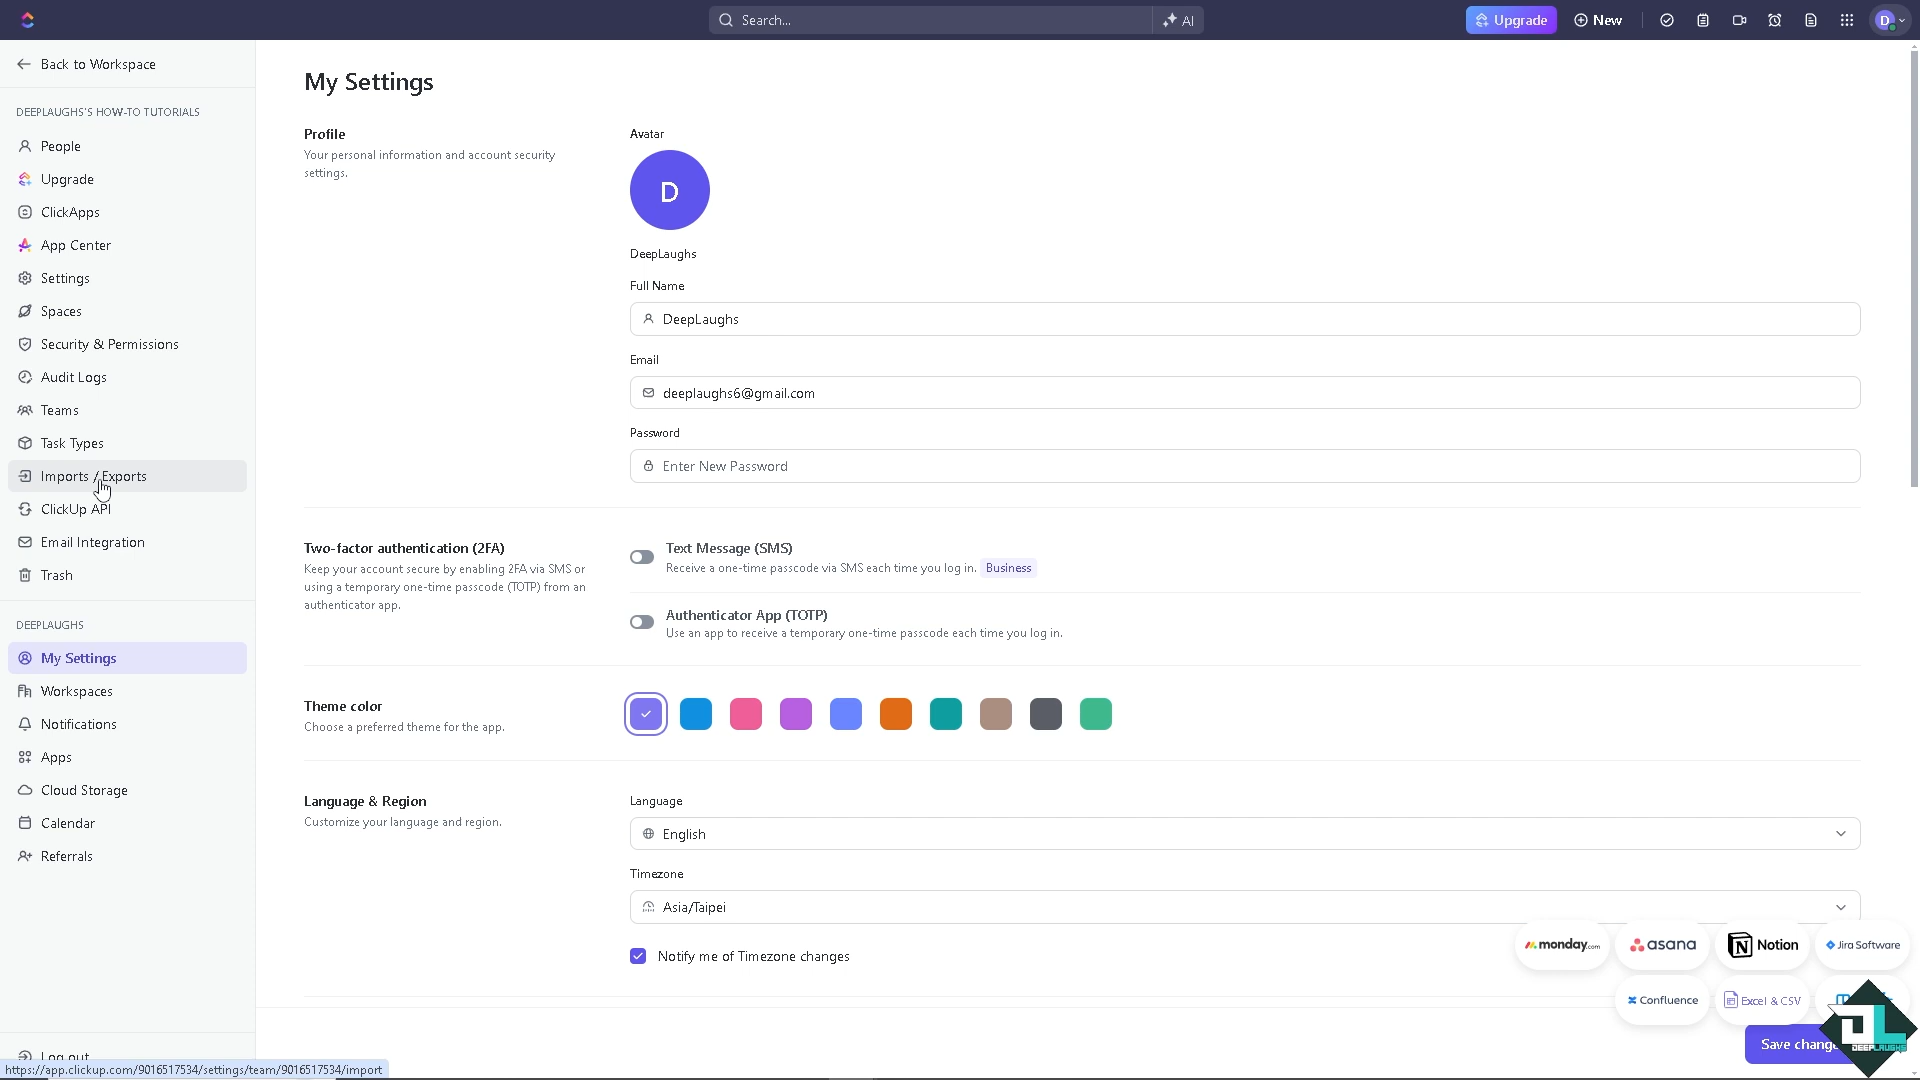 Search...
AI
Upgrade
New
D
Back to Workspace
DEEPLAUGHS'S HOW-TO TUTORIALS
People
Upgrade
ClickApps
App Center
Settings
Spaces
Security & Permissions
Audit Logs
Teams
Task Types
Imports / Exports
ClickUp API
Email Integration
Trash
DEEPLAUGHS
My Settings
Workspaces
Notifications
Apps
Cloud Storage
Calendar
Referrals
Log out
https://app.clickup.com/9016517534/settings/team/9016517534/import
My Settings
Profile
Your personal information and account security
settings.
Avatar
D
DeepLaughs
Full Name
DeepLaughs
Email
deeplaughs6@gmail.com
Password
Enter New Password
Two-factor authentication (2FA)
Keep your account secure by enabling 2FA via SMS or
using a temporary one-time passcode (TOTP) from an
authenticator app.
Text Message (SMS)
Receive a one-time passcode via SMS each time you log in. Business
Authenticator App (TOTP)
Use an app to receive a temporary one-time passcode each time you log in.
Theme color
Choose a preferred theme for the app.
Language & Region
Customize your language and region.
Language
English
Timezone
Asia/Taipei
Notify me of Timezone changes
monday.com
asana
Notion
Jira Software
Confluence
Excel & CSV
Save
DEEPLAUGHS